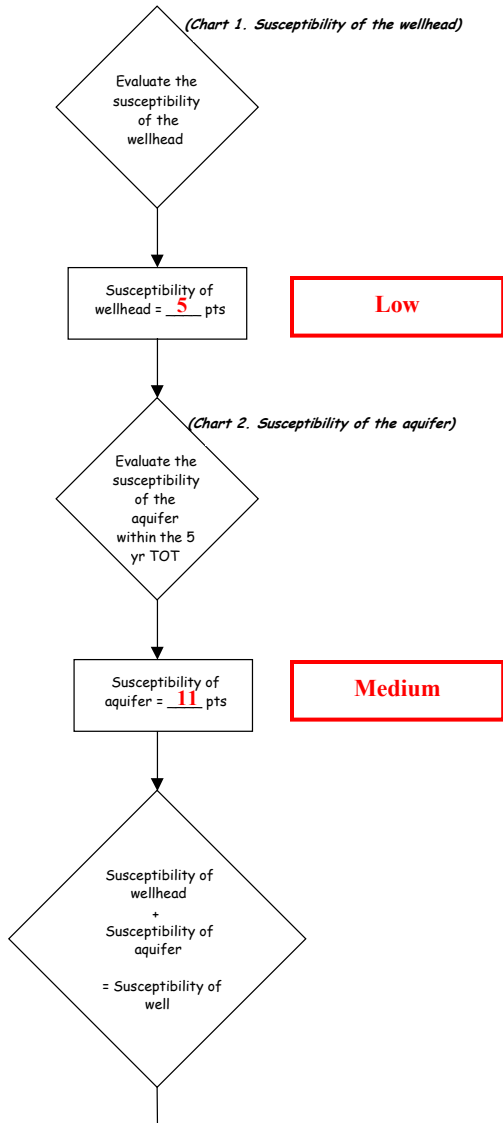 (Chart 1. Susceptibility of the wellhead)
Evaluate the
susceptibility
of the
wellhead
Susceptibility of
wellhead = 5 pts
Low
(Chart 2. Susceptibility of the aquifer)
Evaluate the
susceptibility
of the
aquifer
within the 5
yr TOT
Susceptibility of
aquifer = 11 pts
Medium
Susceptibility of
wellhead
+
Susceptibility of
aquifer
= Susceptibility of
well